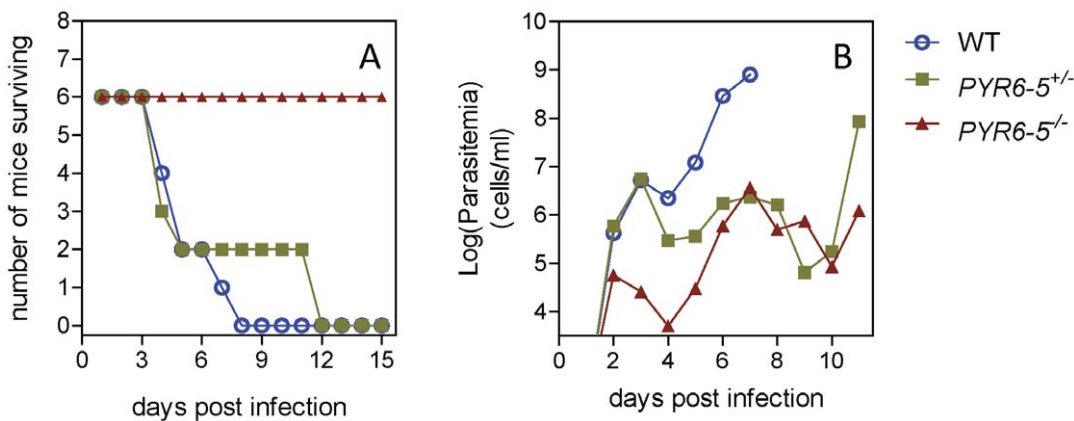 A
number of mice surviving
8
7
6
5
4
3
2
1
0
0 3 6 9 12 15
days post infection
B
Log(Parasitemia)
(cells/ml)
10
9
8
7
6
5
4
0 2 4 6 8 10
days post infection
WT
PYR6-5+/-
PYR6-5-/-